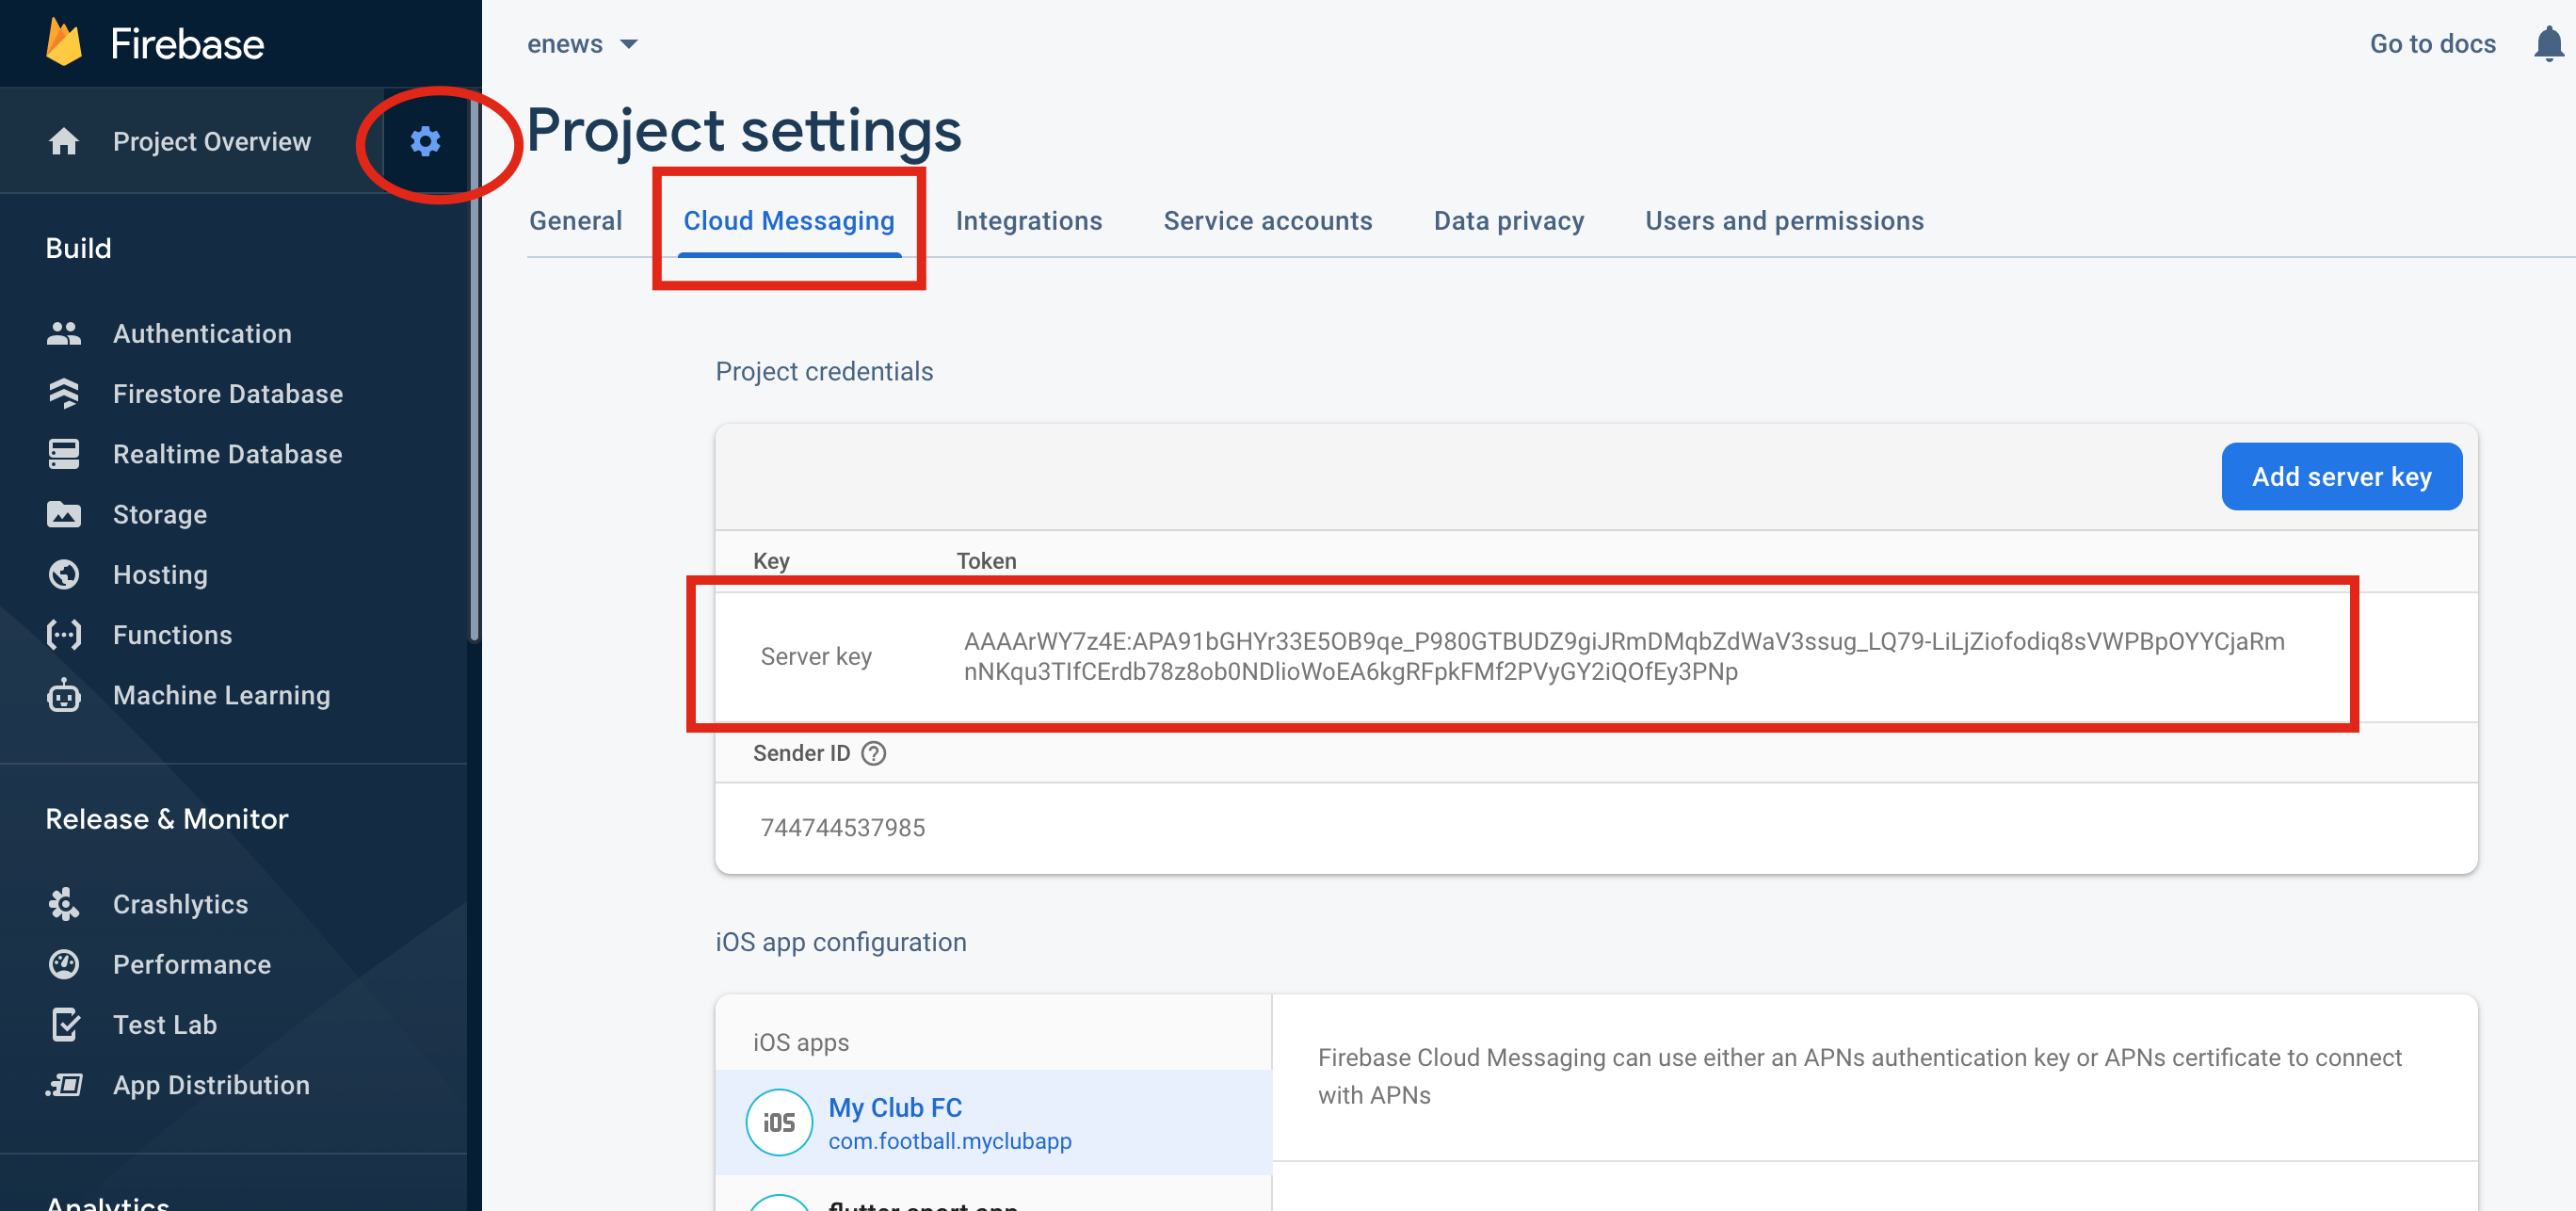 Firebase
Project Overview
Build
Authentication
Firestore Database
Realtime Database
Storage
Hosting
Functions
Machine Learning
Release & Monitor
Crashlytics
Performance
Test Lab
App Distribution
Analytics
enews
Go to docs
Project settings
General Cloud Messaging Integrations Service accounts Data privacy Users and permissions
Project credentials
Add server key
Key Token
Server key
AAAArWY7z4E:APA91bGHYr33E5OB9qe_P980GTBUDZ9giJRmDMqbZdWaV3ssug_LQ79-LiLjZiofodiq8sVWPBpOYYCjaRm
nNKqu3TIfCErdb78z8ob0NDlioWoEA6kgRFpkFMf2PVyGY2iQOfEy3PNp
Sender ID ?
744744537985
iOS app configuration
iOS apps
iOS
My Club FC
com.football.myclubapp
flutter sport app
Firebase Cloud Messaging can use either an APNs authentication key or APNs certificate to connect
with APNs